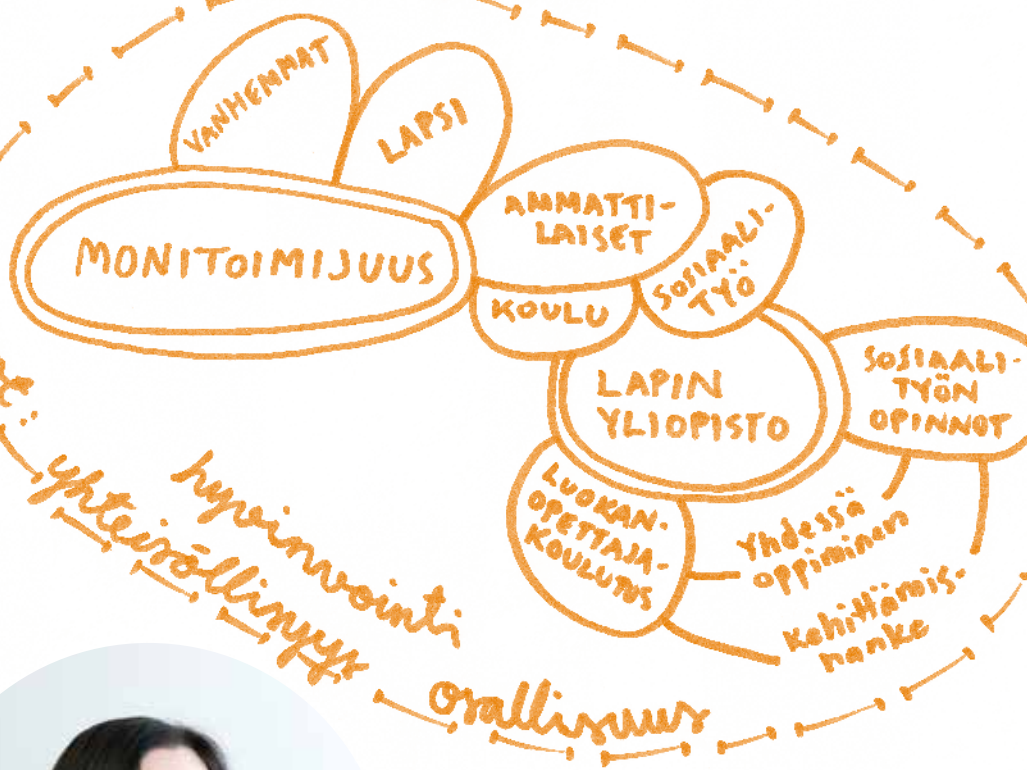 VANHEMMAT
LAPSI
MONITOIMIJUUS
AMMATTI-
LAISET
KOULU
SOSIAALI-
TYÖ
LAPIN
YLIOPISTO
SOSIAALI-
TYÖN
OPINNOT
LUOKAN-
OPETTAJA-
KOULUTUS
Yhdessä
oppiminen
Kehittämis-
hanke
hyvinvointi
yhteisöllisyys
osallisuus